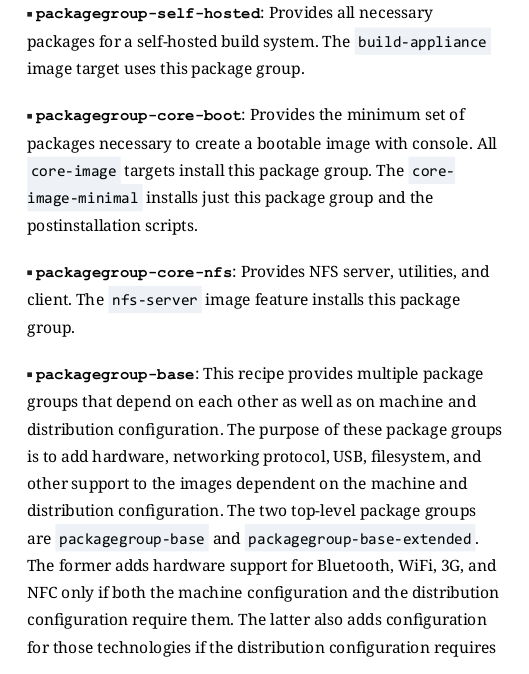 ▪ packagegroup-self-hosted: Provides all necessary
packages for a self-hosted build system. The build-appliance
image target uses this package group.
▪ packagegroup-core-boot: Provides the minimum set of
packages necessary to create a bootable image with console. All
core-image targets install this package group. The core-
image-minimal installs just this package group and the
postinstallation scripts.
▪ packagegroup-core-nfs: Provides NFS server, utilities, and
client. The nfs-server image feature installs this package
group.
▪ packagegroup-base: This recipe provides multiple package
groups that depend on each other as well as on machine and
distribution configuration. The purpose of these package groups
is to add hardware, networking protocol, USB, filesystem, and
other support to the images dependent on the machine and
distribution configuration. The two top-level package groups
are packagegroup-base and packagegroup-base-extended.
The former adds hardware support for Bluetooth, WiFi, 3G, and
NFC only if both the machine configuration and the distribution
configuration require them. The latter also adds configuration
for those technologies if the distribution configuration requires